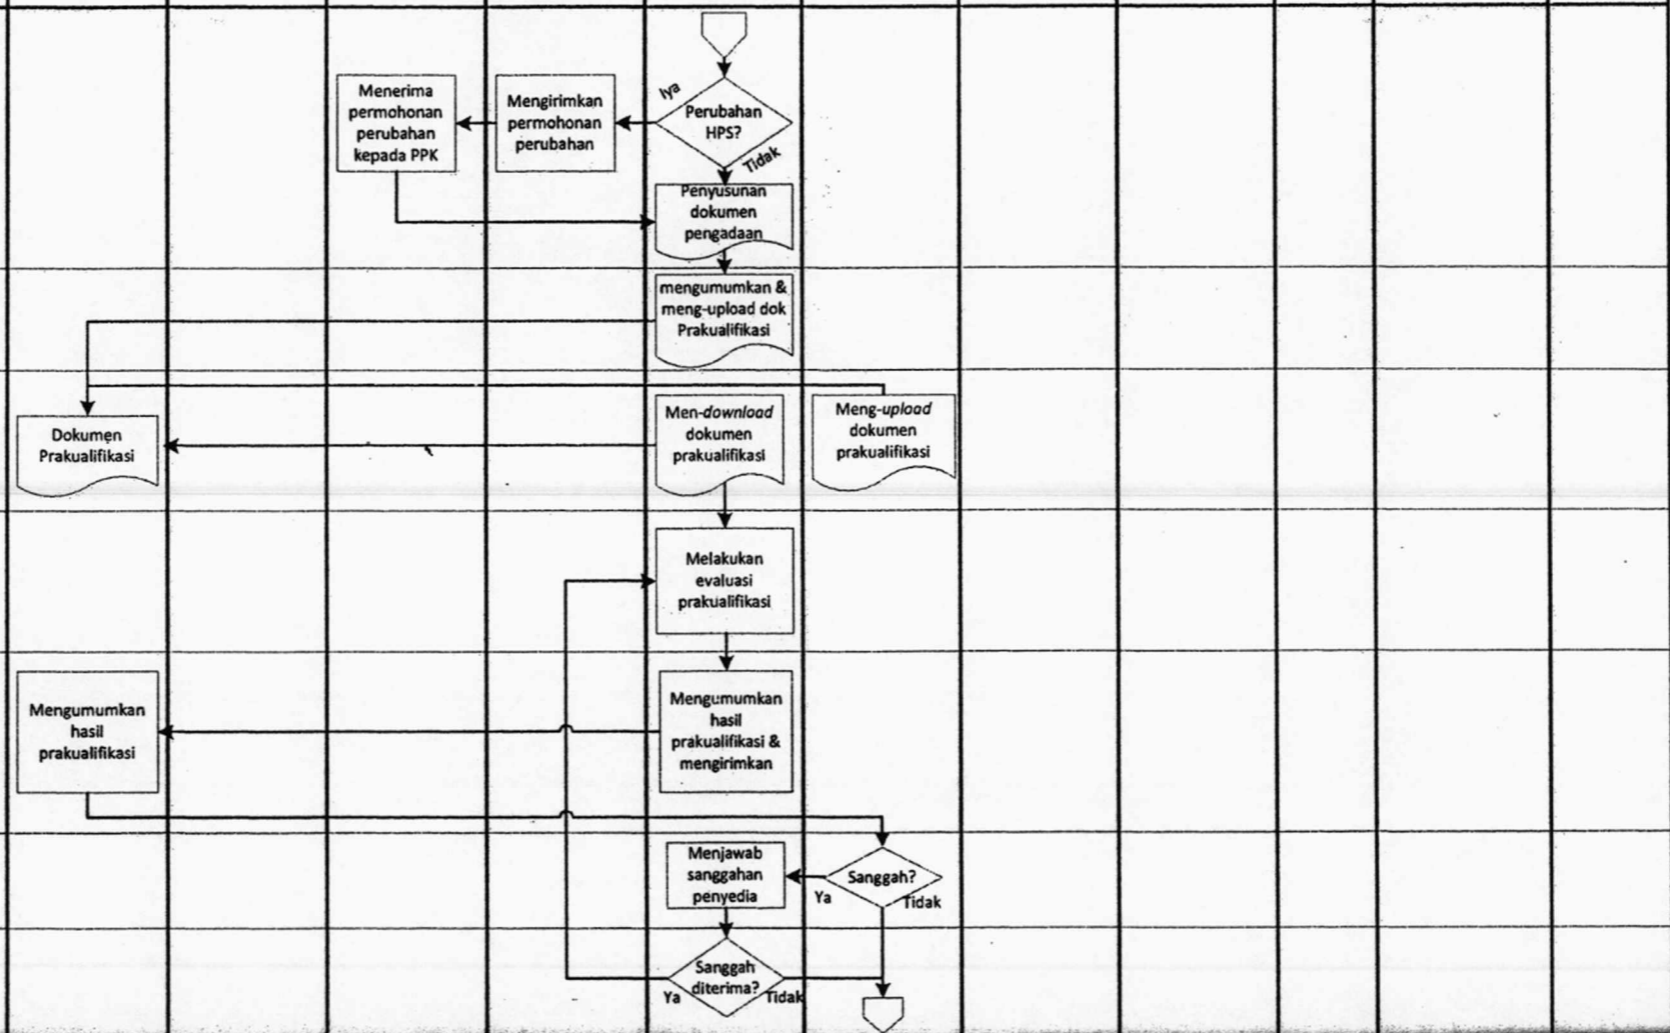 Iya
Perubahan
HPS?
Tidak
Mengirimkan
permohonan
perubahan
Menerima
permohonan
perubahan
kepada PPK
Penyusunan
dokumen
pengadaan
mengumumkan &
meng-upload dok
Prakualifikasi
Dokumen
Prakualifikasi
Men-download
dokumen
prakualifikasi
Meng-upload
dokumen
prakualifikasi
Melakukan
evaluasi
prakualifikasi
Mengumumkan
hasil
prakualifikasi &
mengirimkan
Mengumumkan
hasil
prakualifikasi
Sanggah?
Ya
Tidak
Menjawab
sanggahan
penyedia
Sanggah
diterima?
Ya
Tidak